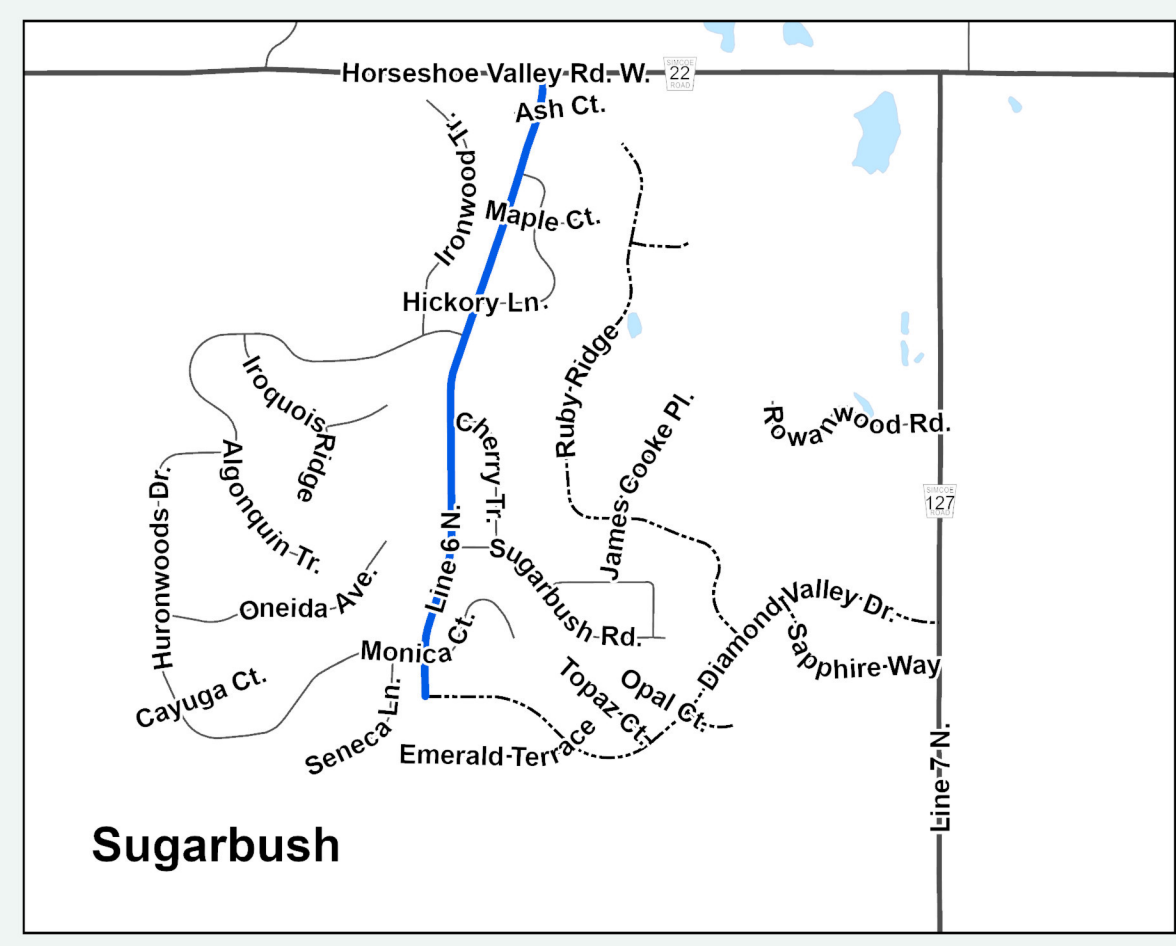 Horseshoe Valley Rd. W.
SIMCOE
22
ROAD
Ash Ct.
Ironwood Tr.
Maple Ct.
Hickory Ln.
Iroquois Ridge
Ruby Ridge
Cherry Tr.
James Cooke Pl.
Rowanwood Rd.
Algonquin Tr.
Huronwoods Dr.
SIMCOE
127
ROAD
Line 6 N.
Sugarbush Rd.
Oneida Ave.
Diamond Valley Dr.
Monica Ct.
Sapphire Way
Cayuga Ct.
Seneca Ln.
Topaz Ct.
Opal Ct.
Emerald Terrace
Line 7 N.
Sugarbush